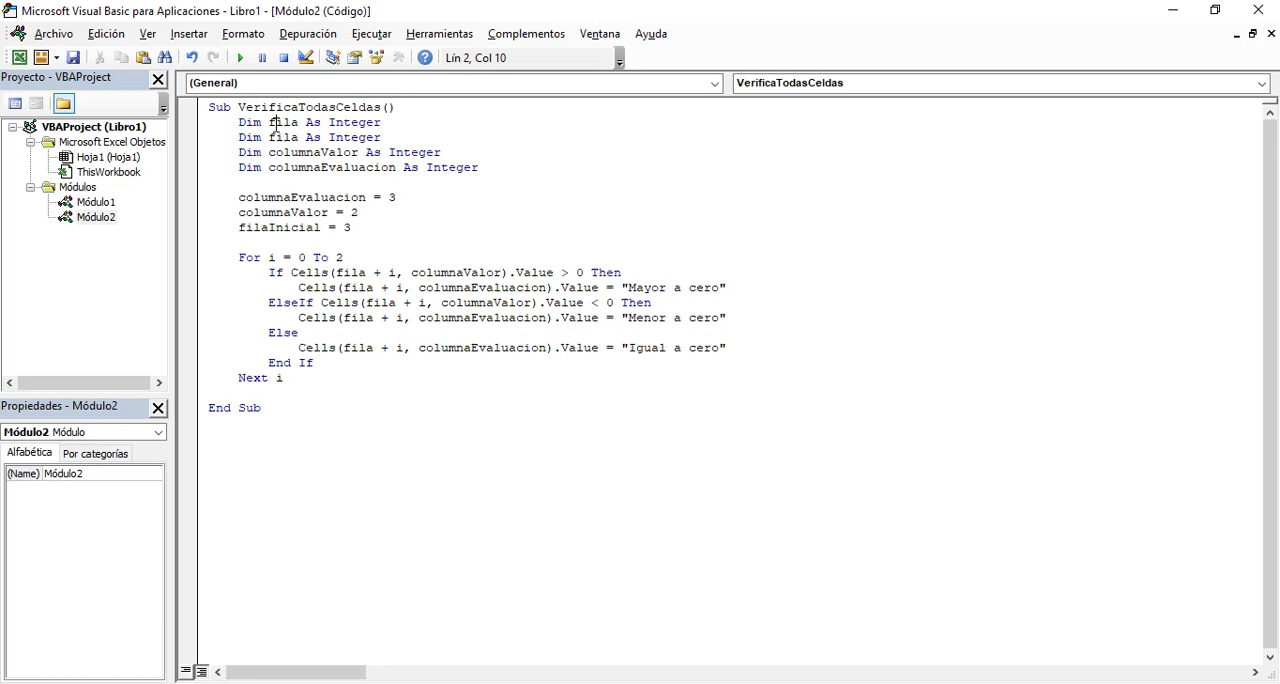 Microsoft Visual Basic para Aplicaciones - Libro1 - [Módulo2 (Código)]
Archivo Edición Ver Insertar Formato Depuración Ejecutar Herramientas Complementos Ventana Ayuda
Lín 2, Col 10
Proyecto - VBAProject
VBAProject (Libro1)
Microsoft Excel Objetos
Hoja1 (Hoja1)
ThisWorkbook
Módulos
Módulo1
Módulo2
Propiedades - Módulo2
Módulo2 Módulo
Alfabética Por categorías
(Name) Módulo2
(General) VerificaTodasCeldas
Sub VerificaTodasCeldas()
Dim fila As Integer
Dim fila As Integer
Dim columnaValor As Integer
Dim columnaEvaluacion As Integer
columnaEvaluacion = 3
columnaValor = 2
filaInicial = 3
For i = 0 To 2
If Cells(fila + i, columnaValor).Value > 0 Then
Cells(fila + i, columnaEvaluacion).Value = "Mayor a cero"
ElseIf Cells(fila + i, columnaValor).Value < 0 Then
Cells(fila + i, columnaEvaluacion).Value = "Menor a cero"
Else
Cells(fila + i, columnaEvaluacion).Value = "Igual a cero"
End If
Next i
End Sub